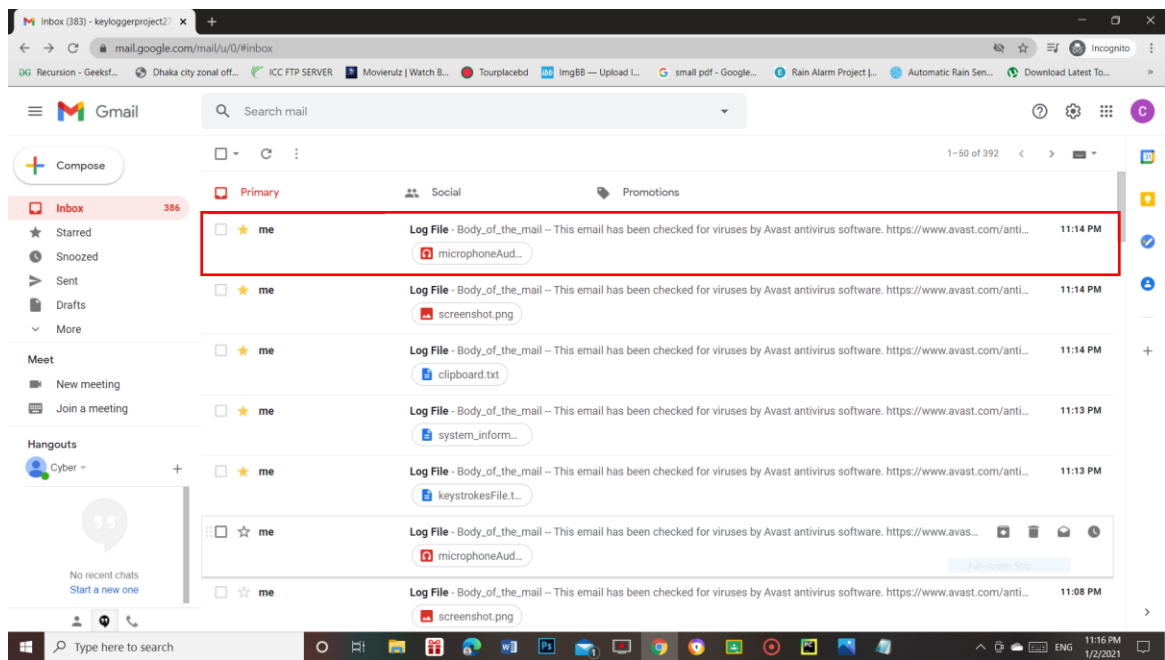 Inbox (383) - keyloggerproject27
mail.google.com/mail/u/0/#inbox
Incognito
Recursion - Geeksf... Dhaka city zonal off... ICC FTP SERVER Movierulz | Watch B... Tourplacebd ImgBB — Upload I... small pdf - Google... Rain Alarm Project |... Automatic Rain Sen... Download Latest To... »
Gmail
Search mail
C
Compose
1–50 of 392
Primary Social Promotions
Inbox 386
Starred
Snoozed
Sent
Drafts
More
Meet
New meeting
Join a meeting
Hangouts
Cyber
No recent chats
Start a new one
me Log File - Body_of_the_mail -- This email has been checked for viruses by Avast antivirus software. https://www.avast.com/anti... 11:14 PM
microphoneAud...
me Log File - Body_of_the_mail -- This email has been checked for viruses by Avast antivirus software. https://www.avast.com/anti... 11:14 PM
screenshot.png
me Log File - Body_of_the_mail -- This email has been checked for viruses by Avast antivirus software. https://www.avast.com/anti... 11:14 PM
clipboard.txt
me Log File - Body_of_the_mail -- This email has been checked for viruses by Avast antivirus software. https://www.avast.com/anti... 11:13 PM
system_inform...
me Log File - Body_of_the_mail -- This email has been checked for viruses by Avast antivirus software. https://www.avast.com/anti... 11:13 PM
keystrokesFile.t...
me Log File - Body_of_the_mail -- This email has been checked for viruses by Avast antivirus software. https://www.avas...
microphoneAud...
Full-screen Snip
me Log File - Body_of_the_mail -- This email has been checked for viruses by Avast antivirus software. https://www.avast.com/anti... 11:08 PM
screenshot.png
Type here to search
ENG
11:16 PM
1/2/2021